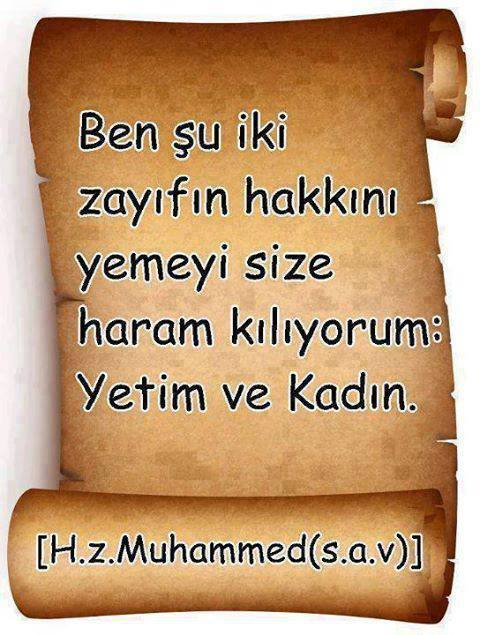 Ben şu iki
zayıfın hakkını
yemeyi size
haram kılıyorum:
Yetim ve Kadın.
[H.z.Muhammed(s.a.v)]